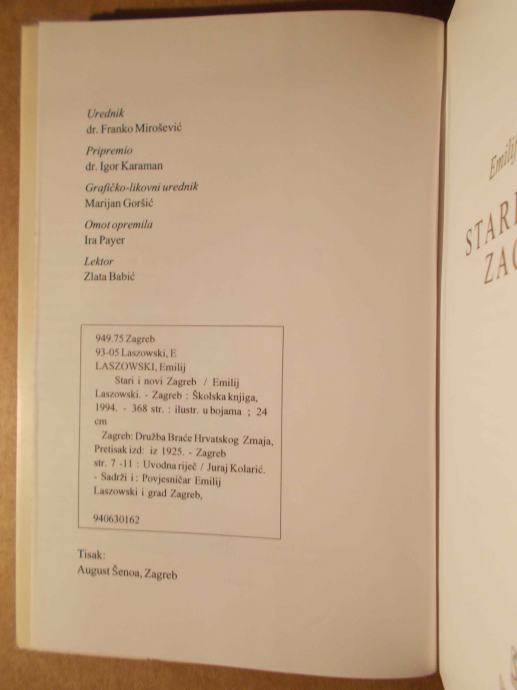 Urednik
dr. Franko Mirošević
Pripremio
dr. Igor Karaman
Grafičko-likovni urednik
Marijan Goršić
Omot opremila
Ira Payer
Lektor
Zlata Babić
949.75 Zagreb
93-05 Laszowski, E
LASZOWSKI, Emilij
Stari i novi Zagreb / Emilij
Laszowski. - Zagreb : Školska knjiga,
1994. - 368 str. : ilustr. u bojama ; 24
cm
Zagreb: Družba Braće Hrvatskog Zmaja,
Pretisak izd: iz 1925. - Zagreb
str. 7 -11 : Uvodna riječ / Juraj Kolarić.
- Sadrži i : Povjesničar Emilij
Laszowski i grad Zagreb,
940630162
Tisak:
August Šenoa, Zagreb
Emilij
STARI
ZAG